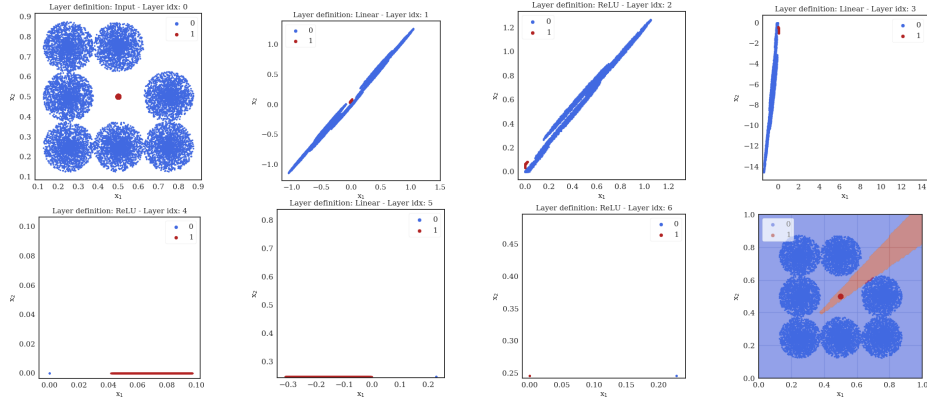 Layer definition: Input - Layer idx: 0
0.9
0.8
0.7
0.6
0.5
0.4
0.3
0.2
0.1
x₂
0.1 0.2 0.3 0.4 0.5 0.6 0.7 0.8 0.9
x₁
0
1
Layer definition: Linear - Layer idx: 1
1.0
0.5
0.0
−0.5
−1.0
x₂
−1.0 −0.5 0.0 0.5 1.0 1.5
x₁
0
1
Layer definition: ReLU - Layer idx: 2
1.2
1.0
0.8
0.6
0.4
0.2
0.0
x₂
0.0 0.2 0.4 0.6 0.8 1.0 1.2
x₁
0
1
Layer definition: Linear - Layer idx: 3
0
−2
−4
−6
−8
−10
−12
−14
x₂
0 2 4 6 8 10 12 14
x₁
0
1
Layer definition: ReLU - Layer idx: 4
0.10
0.08
0.06
0.04
0.02
0.00
x₂
0.00 0.02 0.04 0.06 0.08 0.10
x₁
0
1
Layer definition: Linear - Layer idx: 5
0.8
0.7
0.6
0.5
0.4
0.3
x₂
−0.3 −0.2 −0.1 0.0 0.1 0.2
x₁
0
1
Layer definition: ReLU - Layer idx: 6
0.45
0.40
0.35
0.30
0.25
x₂
0.00 0.05 0.10 0.15 0.20
x₁
0
1
1.0
0.8
0.6
0.4
0.2
0.0
x₂
0.0 0.2 0.4 0.6 0.8 1.0
x₁
0
1